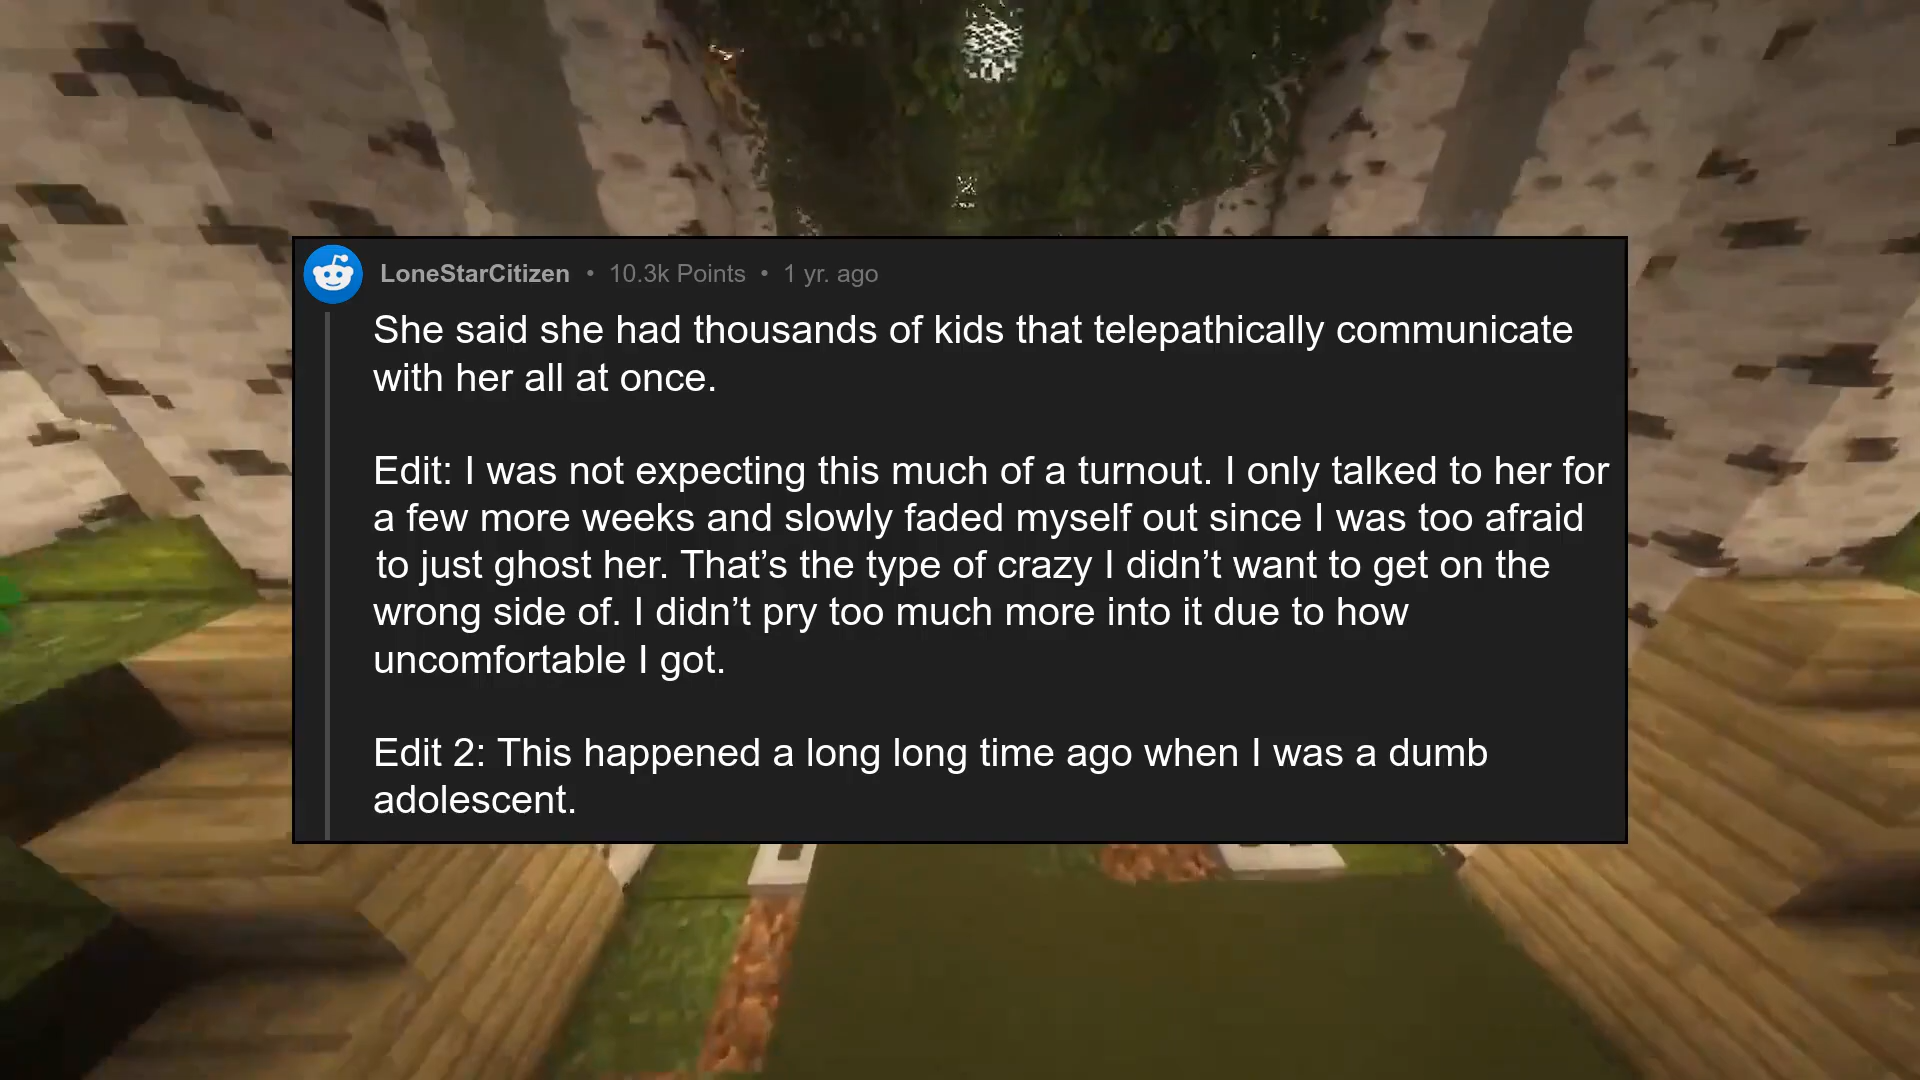 LoneStarCitizen • 10.3k Points • 1 yr. ago
She said she had thousands of kids that telepathically communicate
with her all at once.
Edit: I was not expecting this much of a turnout. I only talked to her for
a few more weeks and slowly faded myself out since I was too afraid
to just ghost her. That’s the type of crazy I didn’t want to get on the
wrong side of. I didn’t pry too much more into it due to how
uncomfortable I got.
Edit 2: This happened a long long time ago when I was a dumb
adolescent.